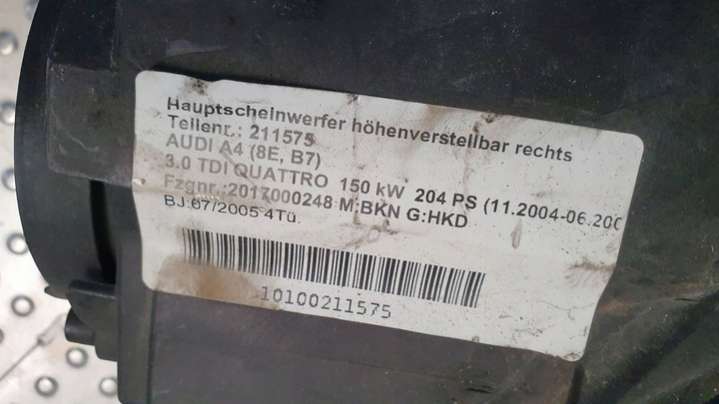 Hauptscheinwerfer höhenverstellbar rechts
Teilenr.: 211575
AUDI A4 (8E, B7)
3.0 TDI QUATTRO 150 kW 204 PS (11.2004-06.200
Fzgnr.:2017000248 M:BKN G:HKD
BJ:07/2005 4Tü
10100211575